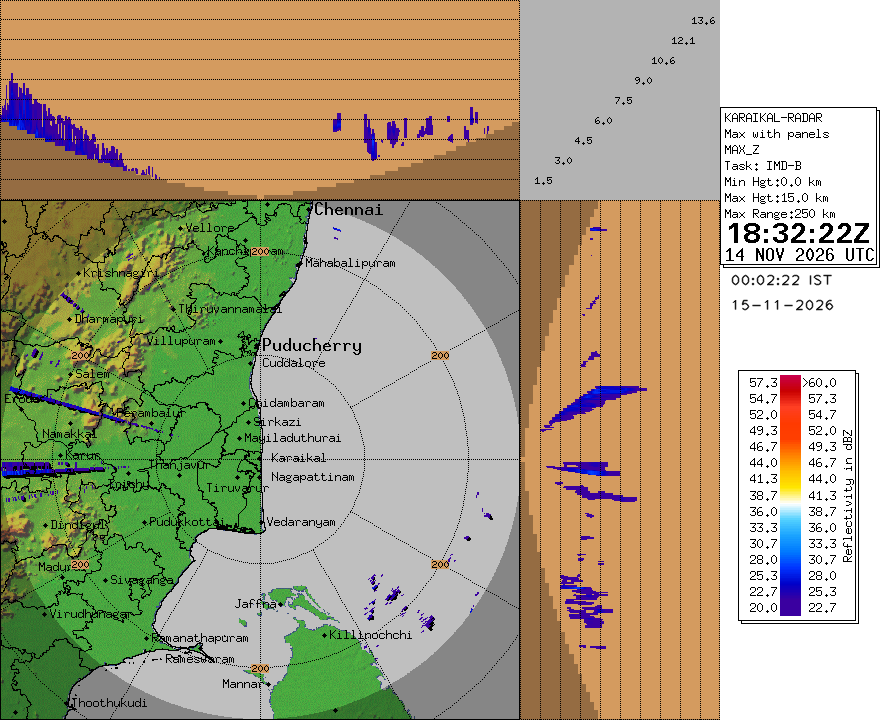 13.6
12.1
10.6
9.0
7.5
6.0
4.5
3.0
1.5
KARAIKAL-RADAR
Max with panels
MAX_Z
Task: IMD-B
Min Hgt:0.0 km
Max Hgt:15.0 km
Max Range:250 km
18:32:22Z
14 NOV 2026 UTC
00:02:22 IST
15-11-2026
Chennai
Vellore
200
Mahabalipuram
Krishnagiri
Thiruvannamalai
Dharmapuri
Villupuram
Puducherry
200
200
Cuddalore
Salem
Chidambaram
Perambalur
Sirkazi
Namakkal
Mayiladuthurai
Karur
Karaikal
Thanjavur
Nagapattinam
Tiruvarur
Dindigul
Pudukkottai
Vedaranyam
200
200
Sivaganga
Jaffna
Virudhunagar
Killinochchi
Ramanathapuram
Rameswaram
200
Mannar
Thoothukudi
57.3 >60.0
54.7 57.3
52.0 54.7
49.3 52.0
46.7 49.3
44.0 46.7
41.3 44.0
38.7 41.3
36.0 38.7
33.3 36.0
30.7 33.3
28.0 30.7
25.3 28.0
22.7 25.3
20.0 22.7
Reflectivity in dBZ